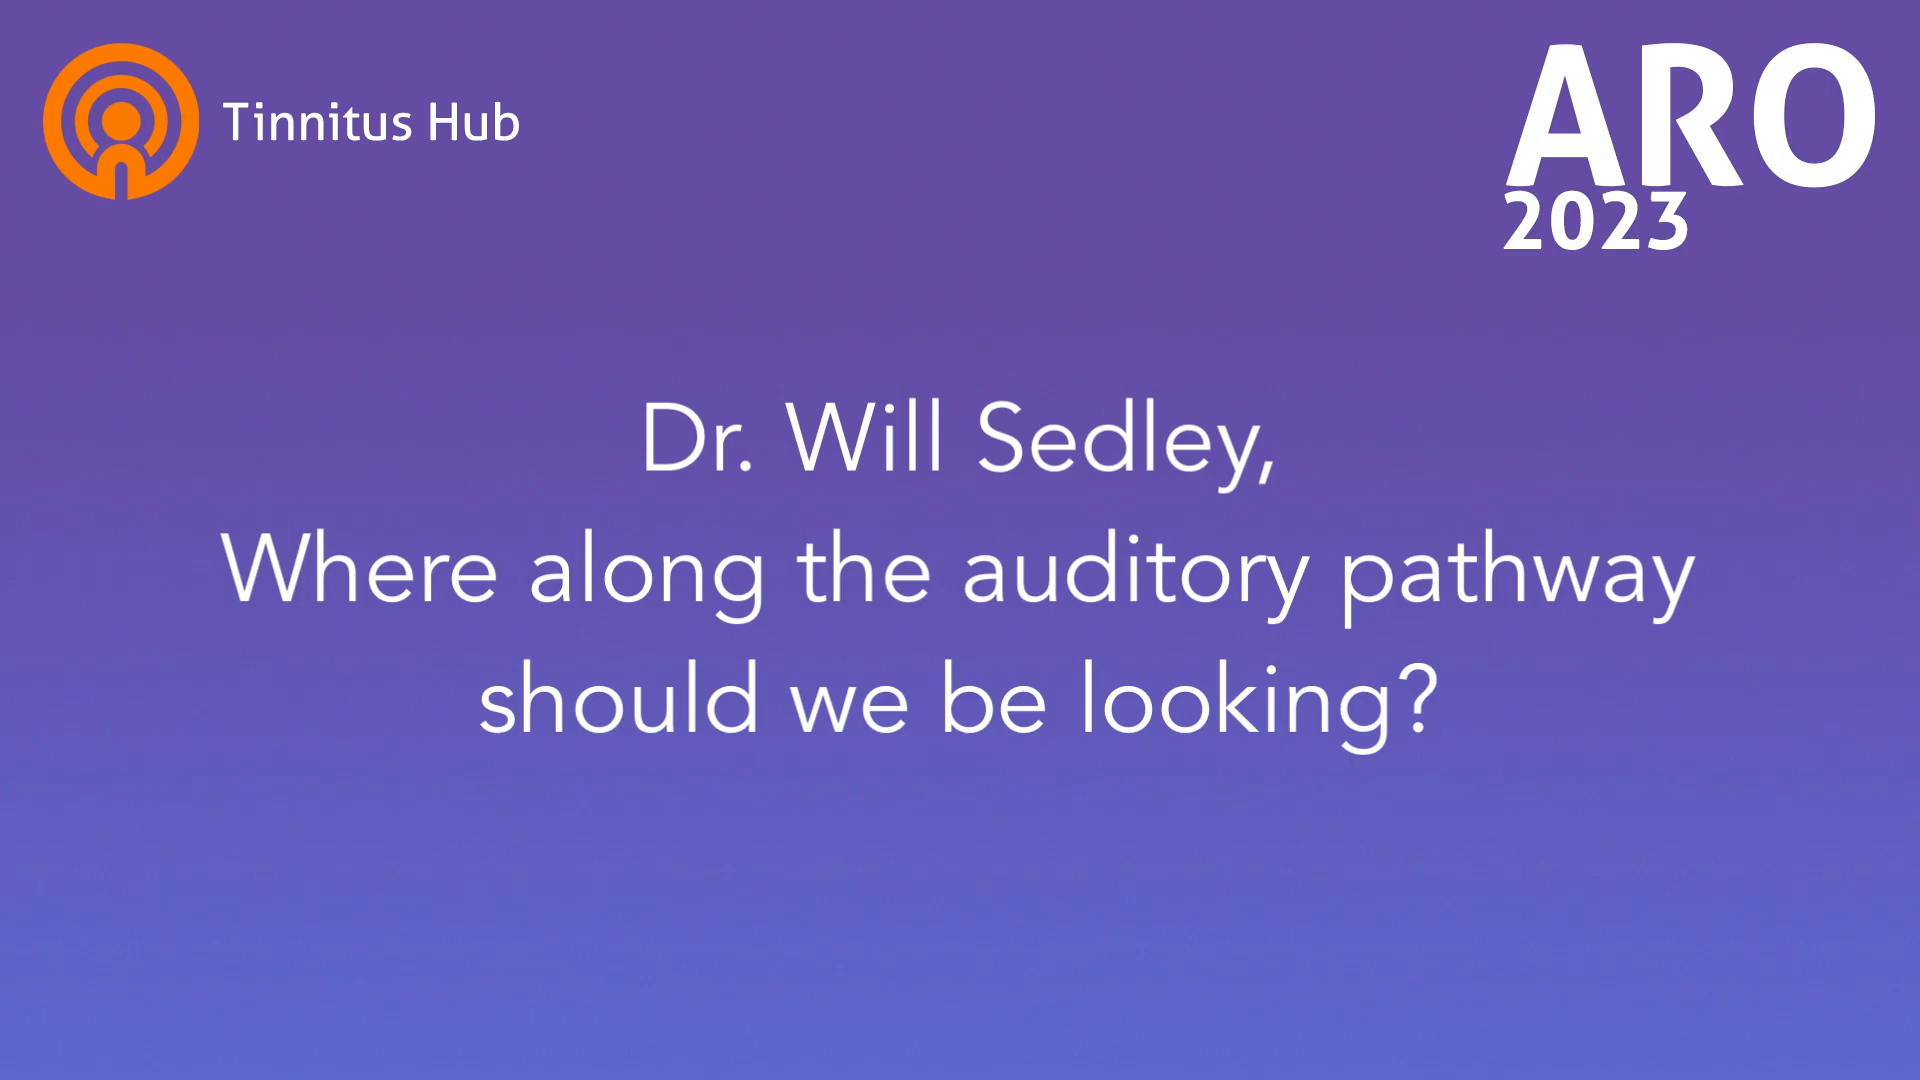 Tinnitus Hub
ARO
2023
Dr. Will Sedley,
Where along the auditory pathway
should we be looking?